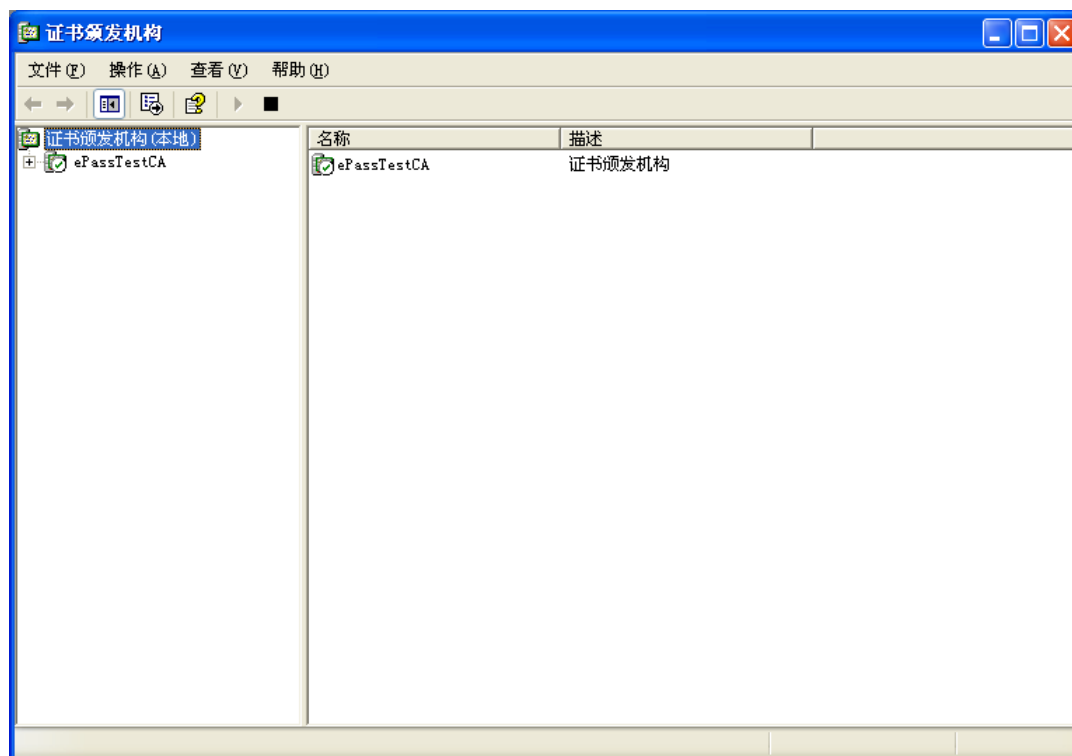 证书颁发机构
文件(F) 操作(A) 查看(V) 帮助(H)
证书颁发机构(本地)
ePassTestCA
名称 描述
ePassTestCA 证书颁发机构